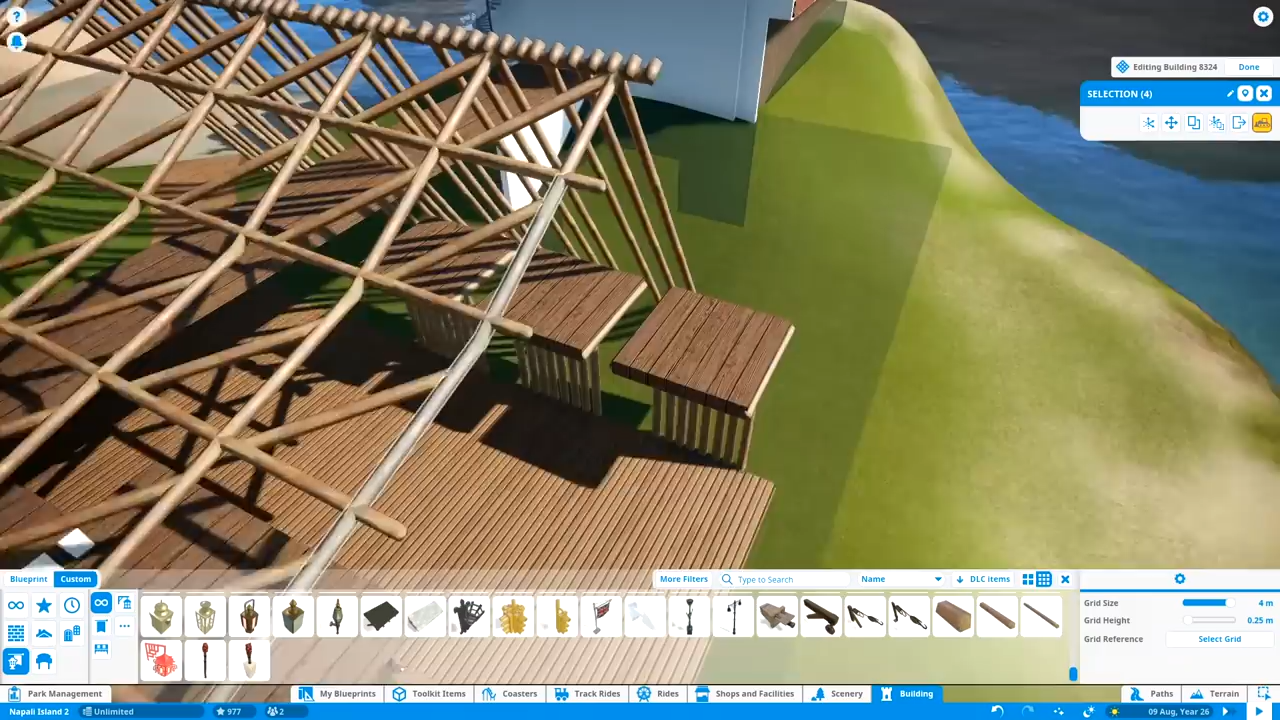 ?
Editing Building 8324 Done
SELECTION (4)
Blueprint Custom
More Filters Type to Search Name DLC items
Grid Size 4 m
Grid Height 0.25 m
Grid Reference Select Grid
Park Management My Blueprints Toolkit Items Coasters Track Rides Rides Shops and Facilities Scenery Building Paths Terrain
Napali Island 2 Unlimited 977 2 09 Aug, Year 26